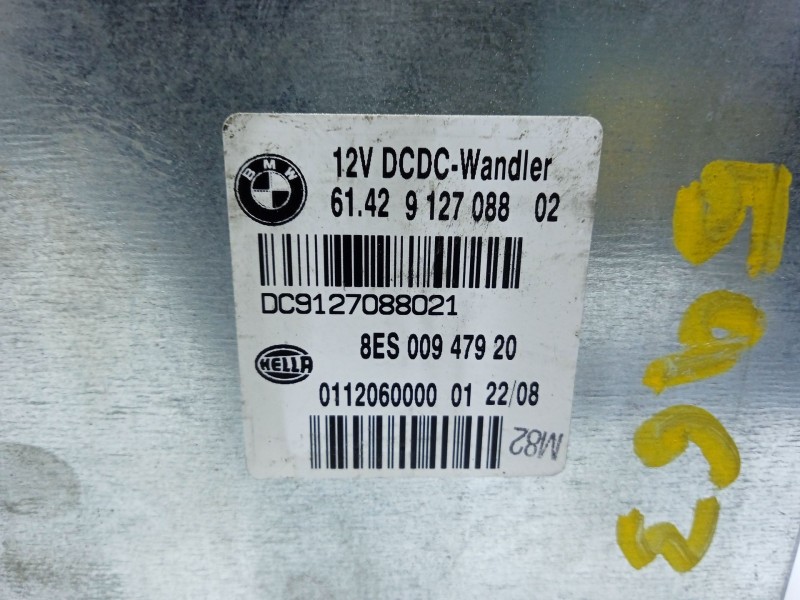 BMW
12V DCDC-Wandler
61.42 9 127 088 02
DC9127088021
8ES 009 479 20
HELLA
0112060000 01 22/08
M82